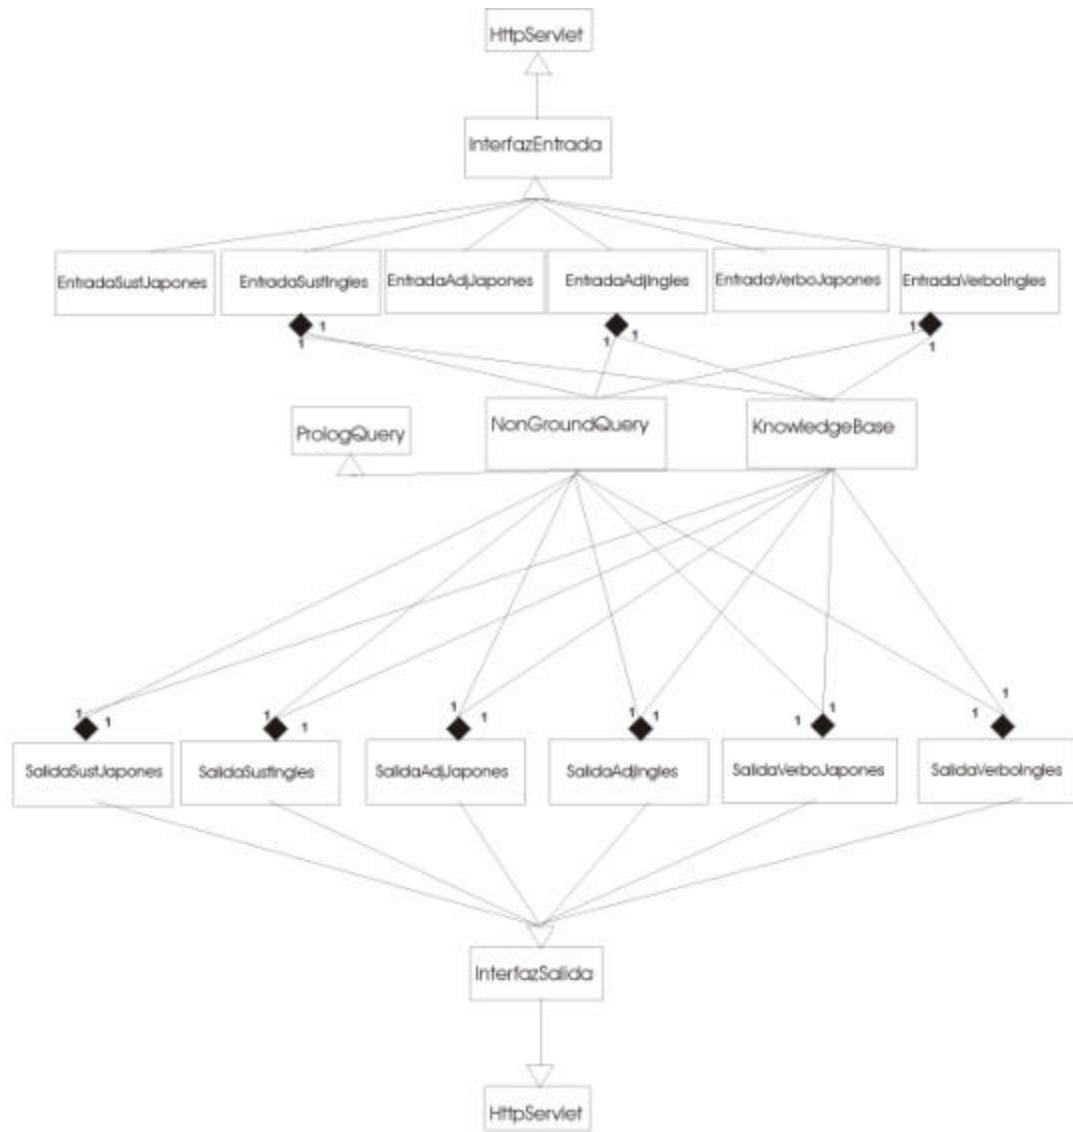 HttpServlet
InterfazEntrada
EntradaSustJapones
EntradaSustIngles
EntradaAdjJapones
EntradaAdjIngles
EntradaVerboJapones
EntradaVerboIngles
1
1
1
1
1
1
PrologQuery
NonGroundQuery
KnowledgeBase
1
1
1
1
1
1
1
1
1
1
1
1
SalidaSustJapones
SalidaSustIngles
SalidaAdjJapones
SalidaAdjIngles
SalidaVerboJapones
SalidaVerboIngles
InterfazSalida
HttpServlet